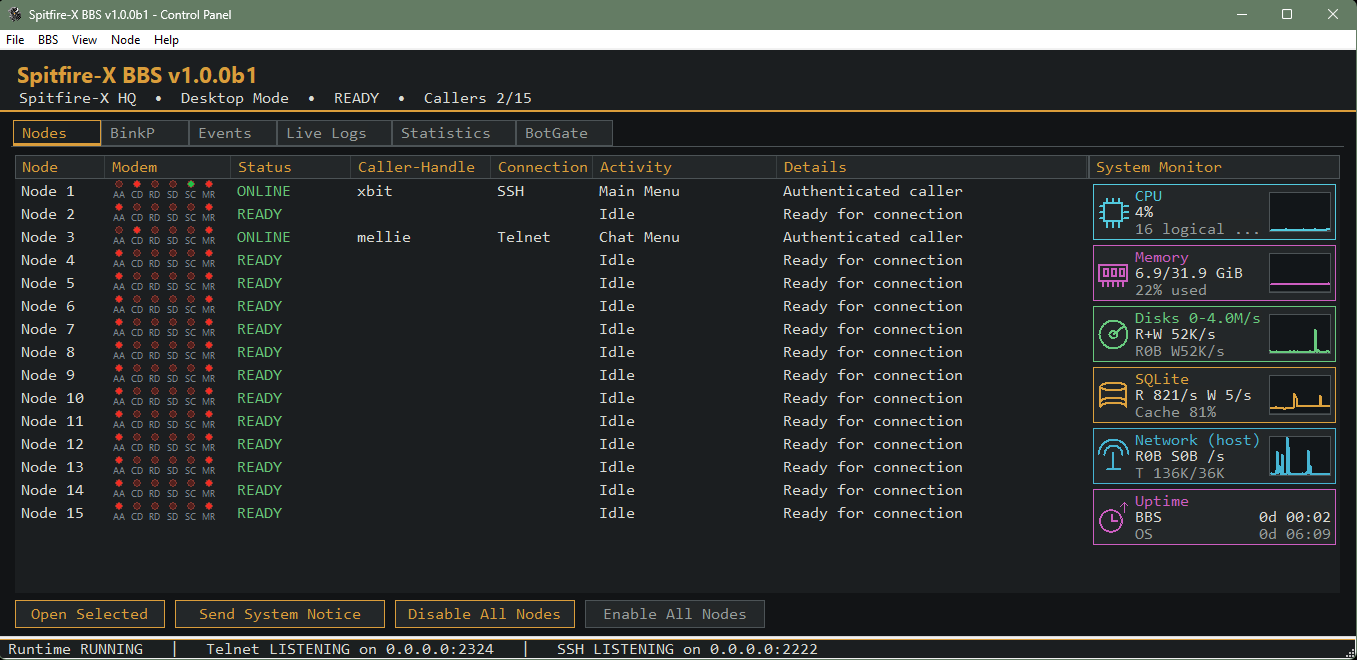 Spitfire-X BBS v1.0.0b1 - Control Panel
File BBS View Node Help
Spitfire-X BBS v1.0.0b1
Spitfire-X HQ • Desktop Mode • READY • Callers 2/15
Nodes BinkP Events Live Logs Statistics BotGate
Node Modem Status Caller-Handle Connection Activity Details
Node 1 AA CD RD SD SC MR ONLINE xbit SSH Main Menu Authenticated caller
Node 2 AA CD RD SD SC MR READY Idle Ready for connection
Node 3 AA CD RD SD SC MR ONLINE mellie Telnet Chat Menu Authenticated caller
Node 4 AA CD RD SD SC MR READY Idle Ready for connection
Node 5 AA CD RD SD SC MR READY Idle Ready for connection
Node 6 AA CD RD SD SC MR READY Idle Ready for connection
Node 7 AA CD RD SD SC MR READY Idle Ready for connection
Node 8 AA CD RD SD SC MR READY Idle Ready for connection
Node 9 AA CD RD SD SC MR READY Idle Ready for connection
Node 10 AA CD RD SD SC MR READY Idle Ready for connection
Node 11 AA CD RD SD SC MR READY Idle Ready for connection
Node 12 AA CD RD SD SC MR READY Idle Ready for connection
Node 13 AA CD RD SD SC MR READY Idle Ready for connection
Node 14 AA CD RD SD SC MR READY Idle Ready for connection
Node 15 AA CD RD SD SC MR READY Idle Ready for connection
System Monitor
CPU
4%
16 logical ...
Memory
6.9/31.9 GiB
22% used
Disks 0-4.0M/s
R+W 52K/s
R0B W52K/s
SQLite
R 821/s W 5/s
Cache 81%
Network (host)
R0B S0B /s
T 136K/36K
Uptime
BBS 0d 00:02
OS 0d 06:09
Open Selected Send System Notice Disable All Nodes Enable All Nodes
Runtime RUNNING | Telnet LISTENING on 0.0.0.0:2324 | SSH LISTENING on 0.0.0.0:2222